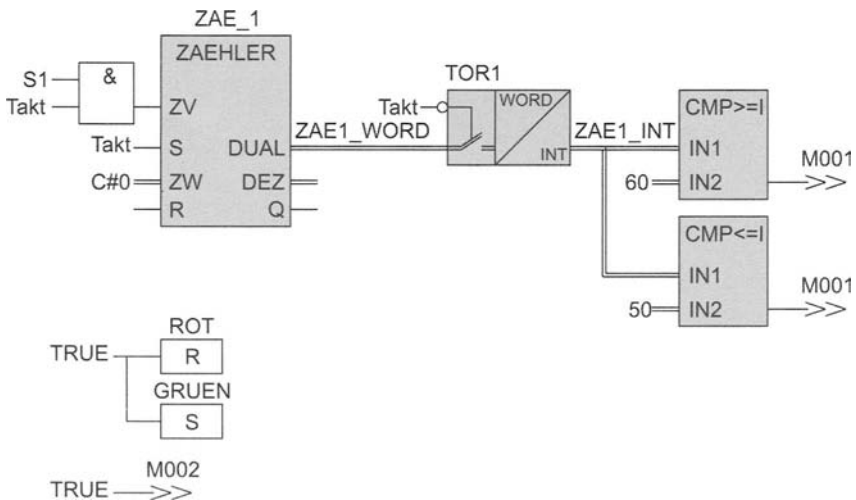 ZAE_1
ZAEHLER
TOR1
S1
&
Takt
ZV
Takt
WORD
CMP>=I
Takt
S
DUAL
ZAE1_WORD
INT
ZAE1_INT
IN1
M001
C#0
ZW
DEZ
60
IN2
R
Q
CMP<=I
IN1
M001
50
IN2
ROT
TRUE
R
GRUEN
S
M002
TRUE